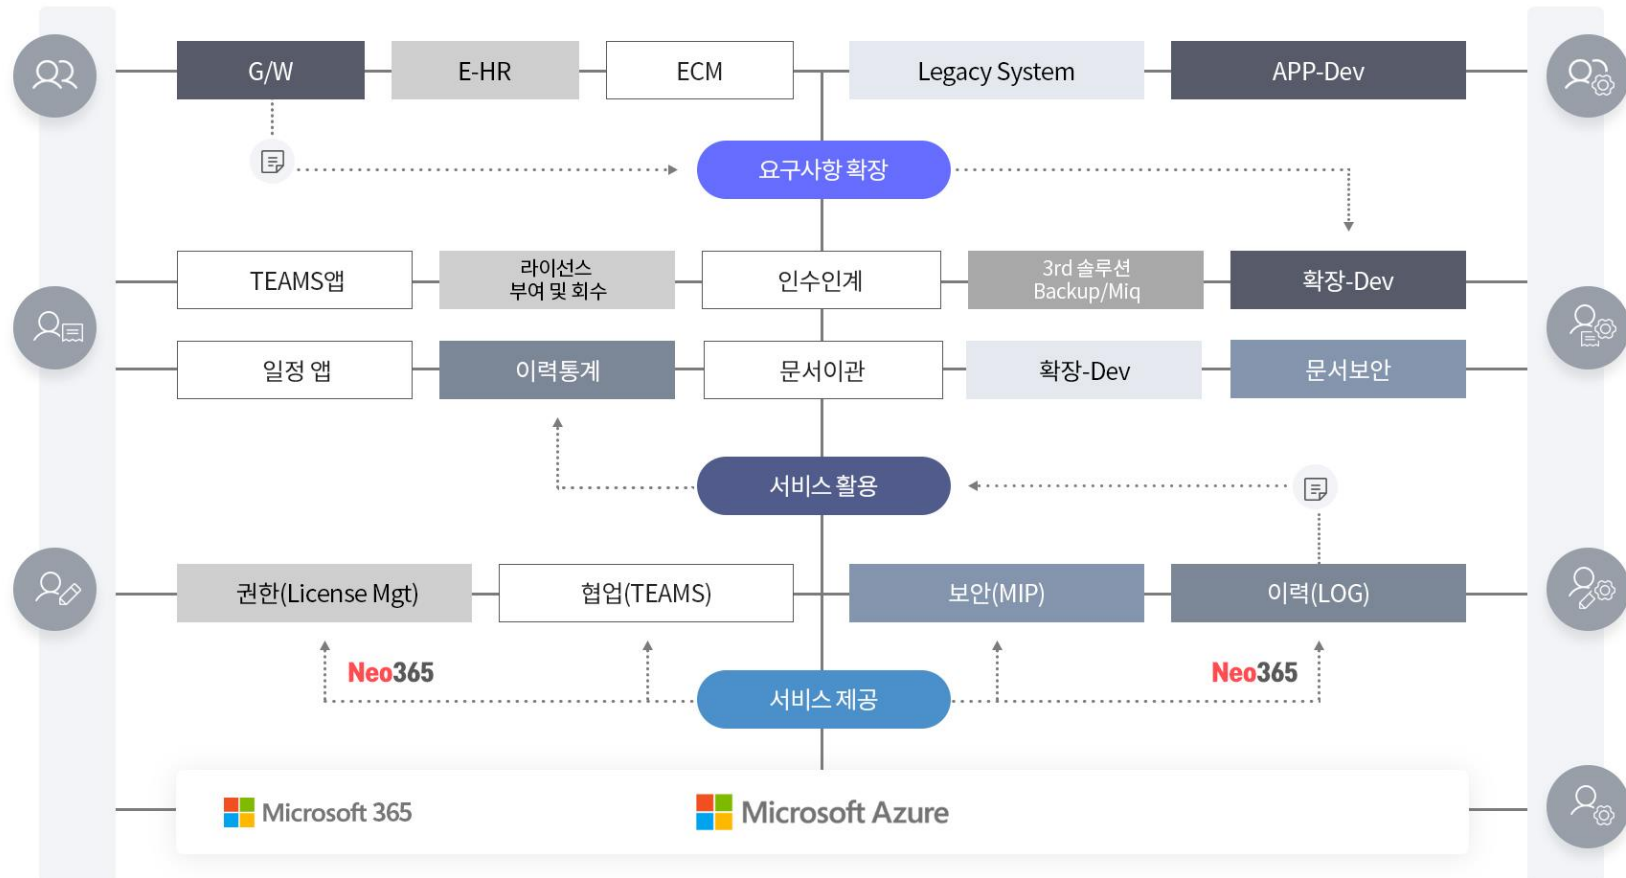 G/W
E-HR
ECM
Legacy System
APP-Dev
요구사항 확장
TEAMS앱
라이선스
부여 및 회수
인수인계
3rd 솔루션
Backup/Miq
확장-Dev
일정 앱
이력통계
문서이관
확장-Dev
문서보안
서비스 활용
권한(License Mgt)
협업(TEAMS)
보안(MIP)
이력(LOG)
Neo365
Neo365
서비스 제공
Microsoft 365
Microsoft Azure